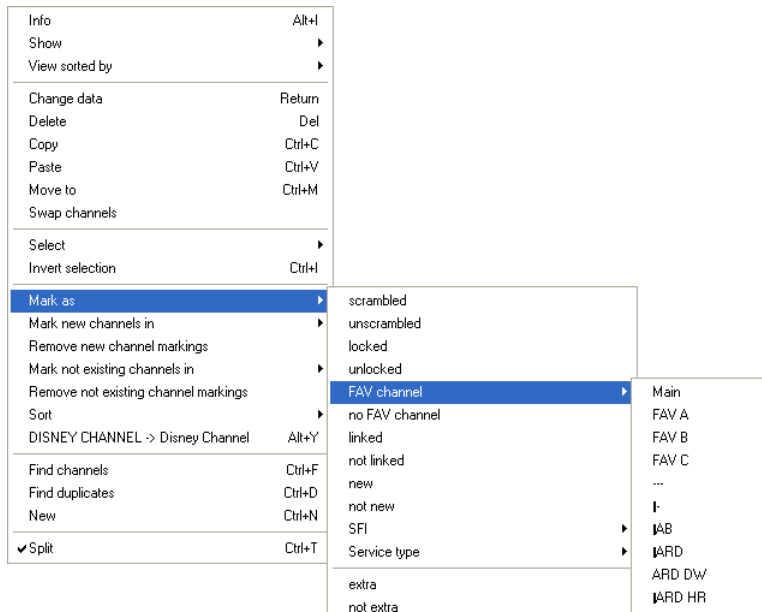 Info Alt+I
Show
View sorted by
Change data Return
Delete Del
Copy Ctrl+C
Paste Ctrl+V
Move to Ctrl+M
Swap channels
Select
Invert selection Ctrl+I
Mark as
Mark new channels in
Remove new channel markings
Mark not existing channels in
Remove not existing channel markings
Sort
DISNEY CHANNEL -> Disney Channel Alt+Y
Find channels Ctrl+F
Find duplicates Ctrl+D
New Ctrl+N
Split Ctrl+T
scrambled
unscrambled
locked
unlocked
FAV channel
no FAV channel
linked
not linked
new
not new
SFI
Service type
extra
not extra
Main
FAV A
FAV B
FAV C
---
|-
|AB
|ARD
ARD DW
|ARD HR